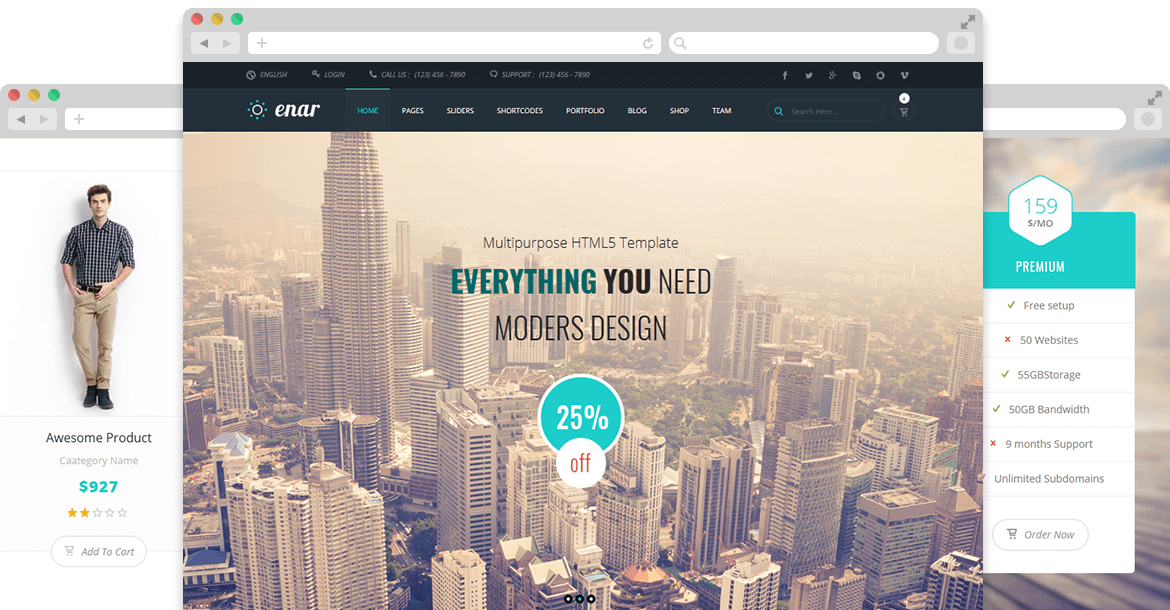 ENGLISH LOGIN CALL US : (123) 456 - 7890 SUPPORT : (123) 456 - 7890
enar HOME PAGES SLIDERS SHORTCODES PORTFOLIO BLOG SHOP TEAM Search Here ... 4
Multipurpose HTML5 Template
EVERYTHING YOU NEED
MODERS DESIGN
25%
off
Awesome Product
Caategory Name
$927
Add To Cart
159
$/MO
PREMIUM
Free setup
50 Websites
55GBStorage
50GB Bandwidth
9 months Support
Unlimited Subdomains
Order Now